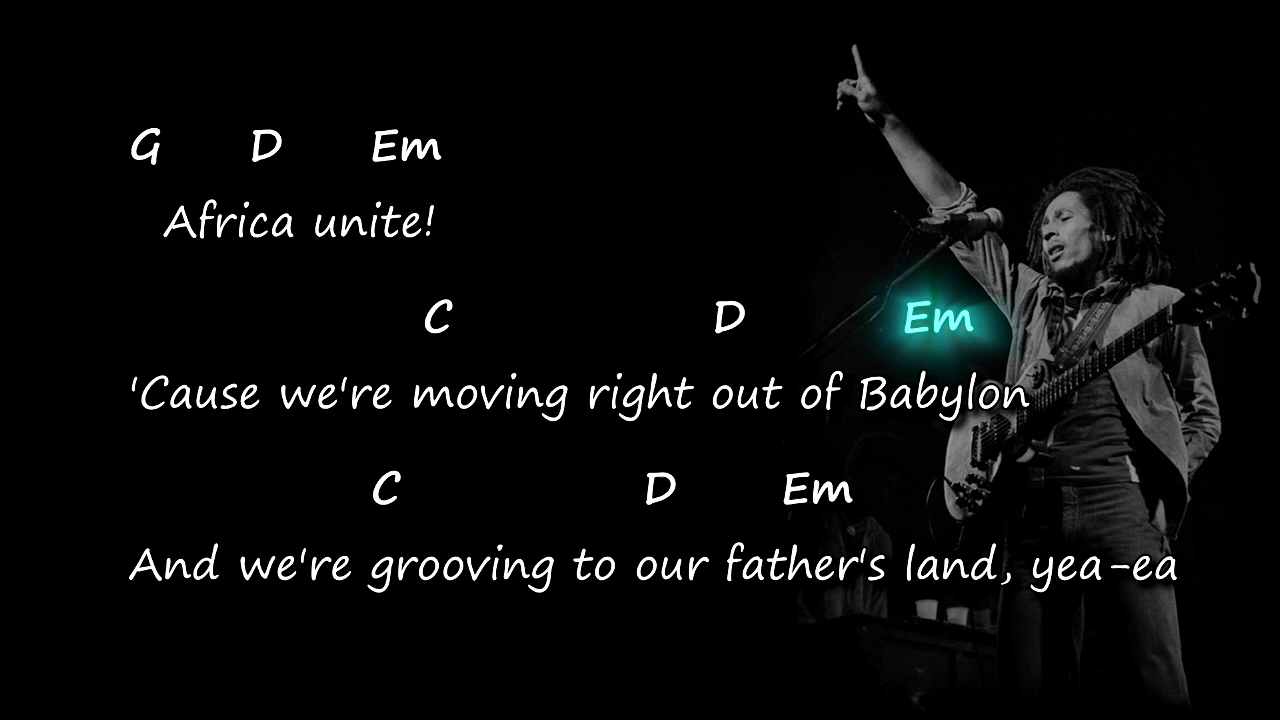 G D Em
Africa unite!
C D Em
'Cause we're moving right out of Babylon
C D Em
And we're grooving to our father's land, yea-ea